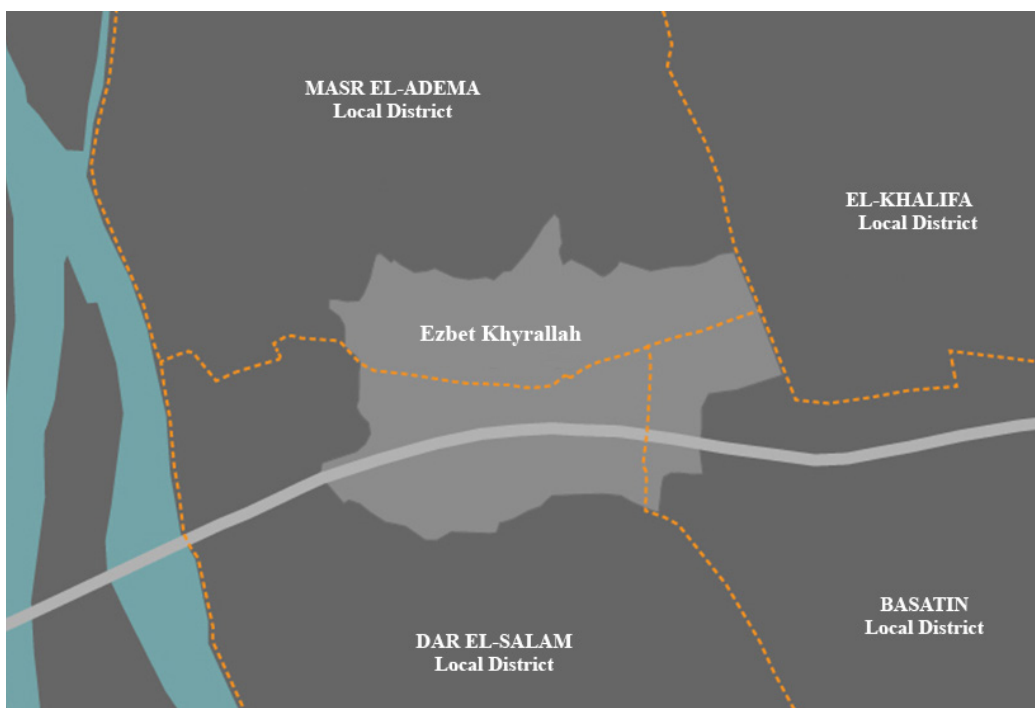 MASR EL-ADEMA
Local District
EL-KHALIFA
Local District
Ezbet Khyrallah
BASATIN
Local District
DAR EL-SALAM
Local District